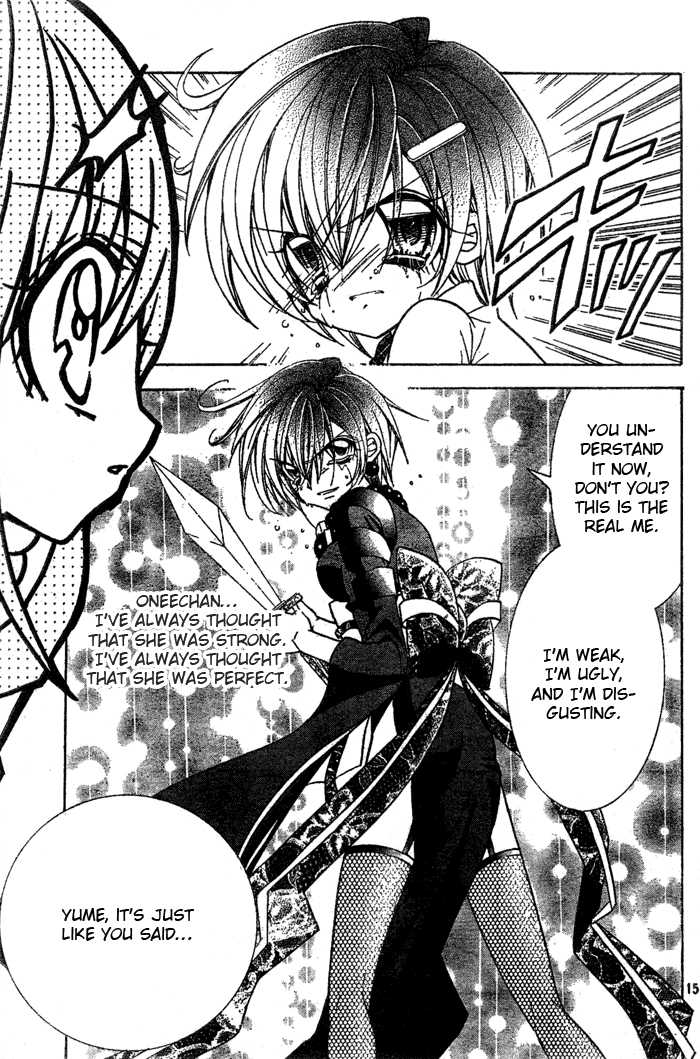 キッ
YOU UN-
DERSTAND
IT NOW,
DON'T YOU?
THIS IS THE
REAL ME.
I'M WEAK,
I'M UGLY,
AND I'M DIS-
GUSTING.
ONEECHAN...
I'VE ALWAYS THOUGHT
THAT SHE WAS STRONG.
I'VE ALWAYS THOUGHT
THAT SHE WAS PERFECT.
YUME, IT'S JUST
LIKE YOU SAID...
15